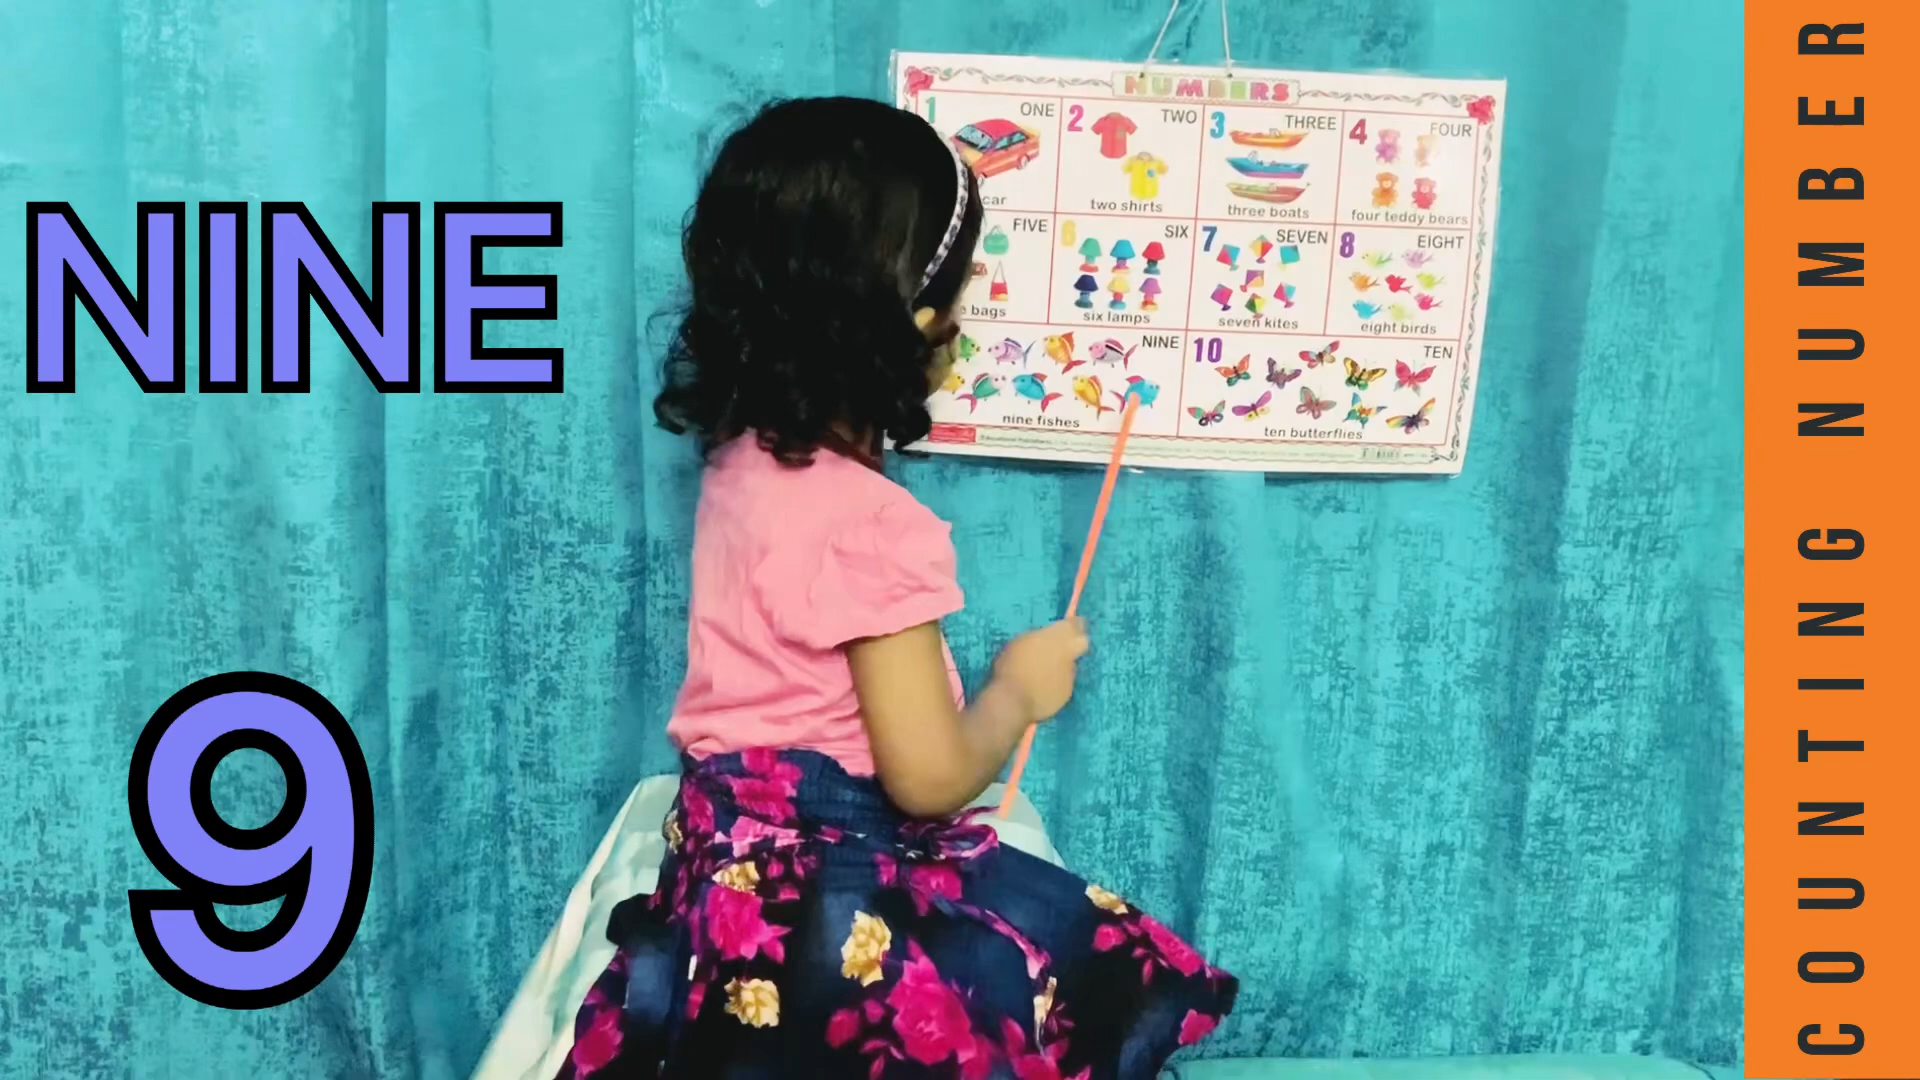 NINE
9
NUMBERS
1 ONE
car
2 TWO
two shirts
3 THREE
three boats
4 FOUR
four teddy bears
FIVE
bags
6 SIX
six lamps
7 SEVEN
seven kites
8 EIGHT
eight birds
NINE
nine fishes
10 TEN
ten butterflies
COUNTING NUMBER